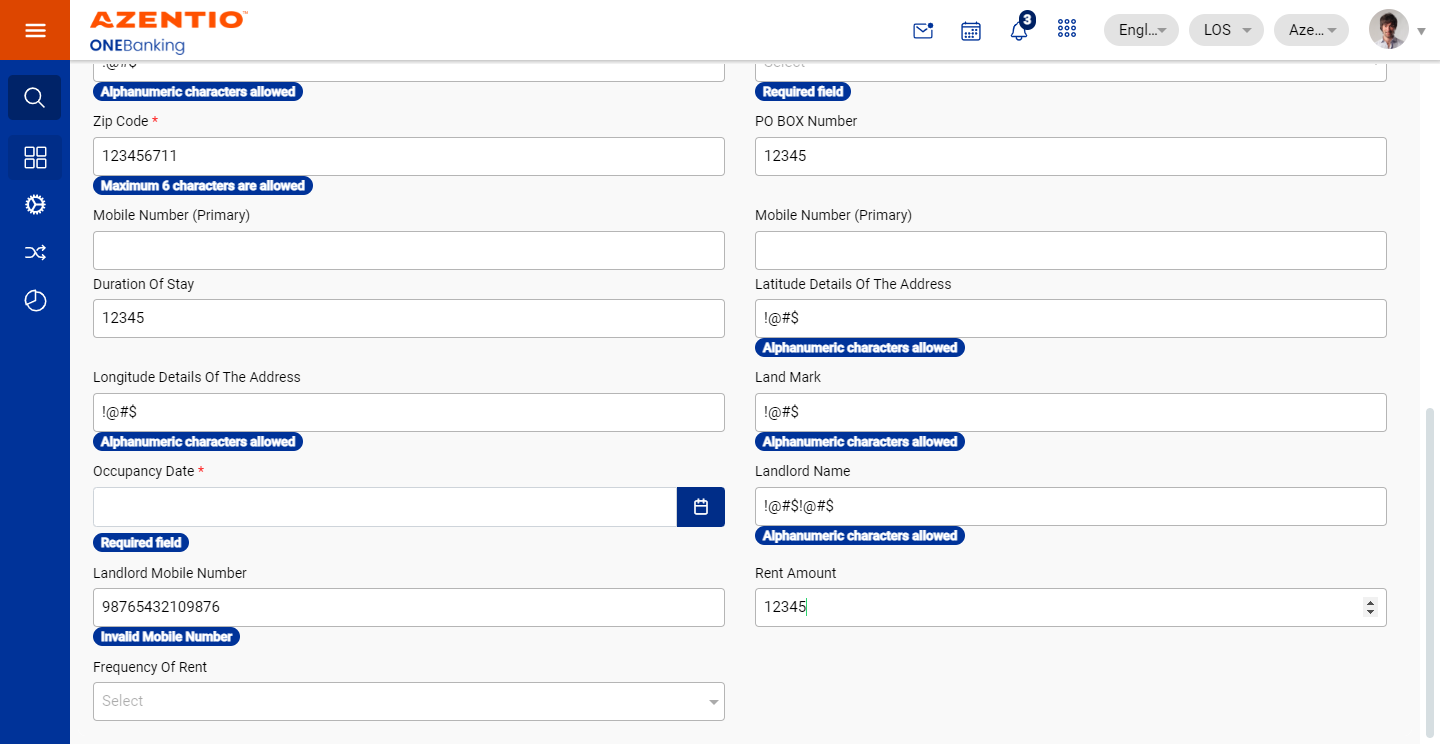 AZENTIO™
ONEBanking
3
Engl...
LOS
Aze...
!@#$
Select
Alphanumeric characters allowed
Required field
Zip Code *
PO BOX Number
123456711
12345
Maximum 6 characters are allowed
Mobile Number (Primary)
Mobile Number (Primary)
Duration Of Stay
Latitude Details Of The Address
12345
!@#$
Alphanumeric characters allowed
Longitude Details Of The Address
Land Mark
!@#$
!@#$
Alphanumeric characters allowed
Alphanumeric characters allowed
Occupancy Date *
Landlord Name
!@#$!@#$
Required field
Alphanumeric characters allowed
Landlord Mobile Number
Rent Amount
98765432109876
12345
Invalid Mobile Number
Frequency Of Rent
Select